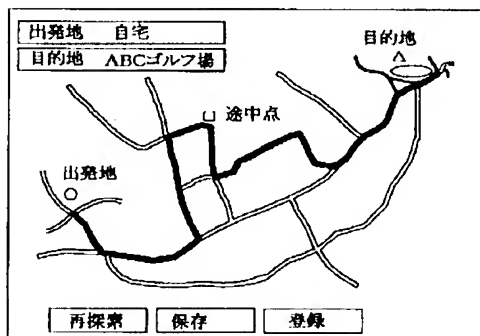 出発地 自宅
目的地 ABCゴルフ場
目的地
途中点
出発地
再探索 保存 登録